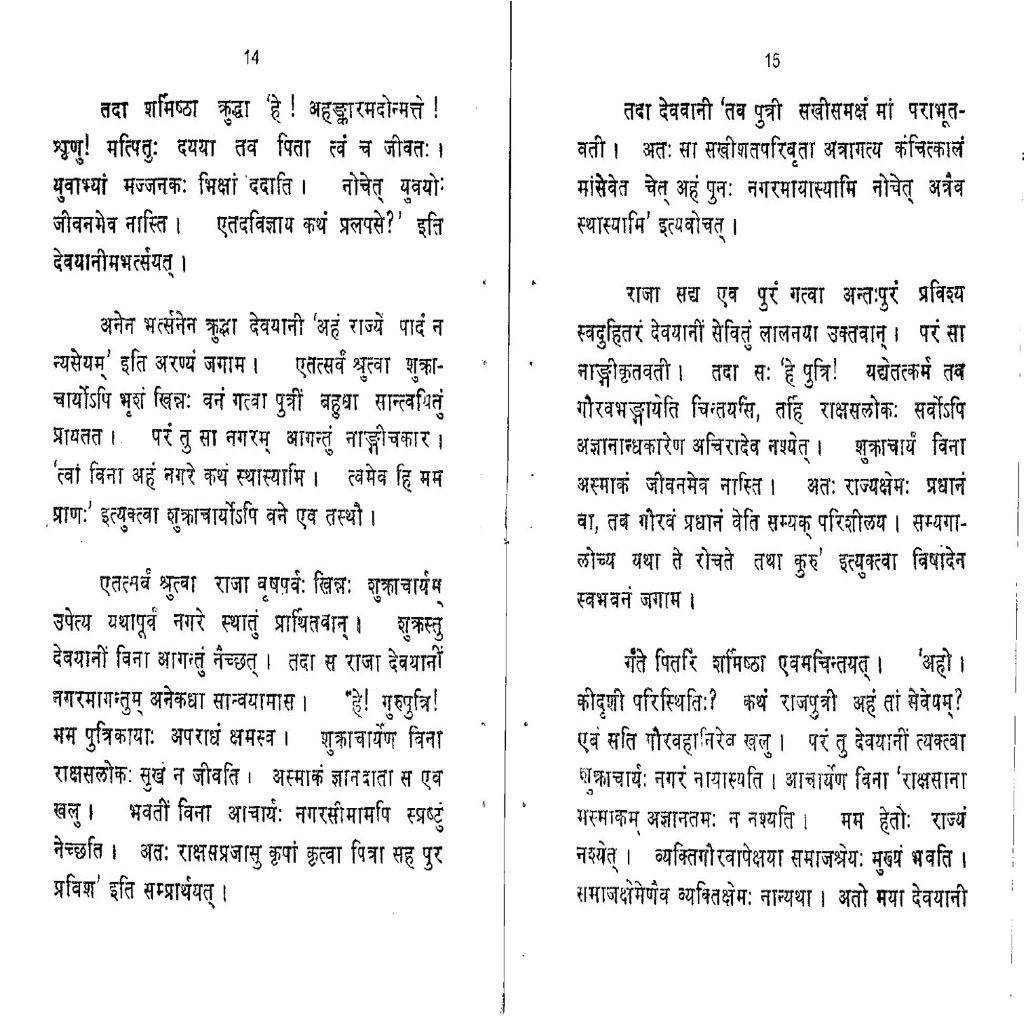 14
तदा शर्मिष्ठा क्रुद्धा 'हे ! अहङ्कारमदोन्मत्ते !
श्रृणु! मत्पितुः दयया तव पिता त्वं च जीवतः ।
युवाभ्यां मज्जनकः भिक्षां ददाति । नोचेत् युवयोः
जीवनमेव नास्ति । एतदविज्ञाय कथं प्रलपसे?' इति
देवयानीमभर्त्सयत् ।
अनेन भर्त्सनेन क्रुद्धा देवयानी 'अहं राज्ये पादं न
न्यसेयम्' इति अरण्यं जगाम । एतत्सर्वं श्रुत्वा शुक्रा-
चार्योऽपि भृशं खिन्नः वनं गत्वा पुत्रीं बहुधा सान्त्वयितुं
प्रायतत । परं तु सा नगरम् आगन्तुं नाङ्गीचकार ।
'त्वां विना अहं नगरे कथं स्थास्यामि । त्वमेव हि मम
प्राणः' इत्युक्त्वा शुक्राचार्योऽपि वने एव तस्थौ ।
एतत्सर्वं श्रुत्वा राजा वृषपर्वः खिन्नः शुक्राचार्यम्
उपेत्य यथापूर्वं नगरे स्थातुं प्रार्थितवान् । शुक्रस्तु
देवयानीं विना आगन्तुं नैच्छत् । तदा स राजा देवयानीं
नगरमागन्तुम् अनेकधा सान्वयामास । "हे! गुरुपुत्रि!
मम पुत्रिकायाः अपराधं क्षमस्व । शुक्राचार्येण विना
राक्षसलोकः सुखं न जीवति । अस्माकं ज्ञानदाता स एव
खलु । भवतीं विना आचार्यः नगरसीमामपि स्प्रष्टुं
नेच्छति । अतः राक्षसप्रजासु कृपां कृत्वा पित्रा सह पुर
प्रविश' इति सम्प्रार्थयत् ।
15
तदा देववानी 'तव पुत्री सखीसमक्षं मां पराभूत-
वती । अतः सा सखीशतपरिवृता अत्रागत्य कंचित्कालं
मांसेवेत चेत् अहं पुनः नगरमायास्यामि नोचेत् अत्रैव
स्थास्यामि' इत्यवोचत् ।
राजा सद्य एव पुरं गत्वा अन्तःपुरं प्रविश्य
स्वदुहितरं देवयानीं सेवितुं लालनया उक्तवान् । परं सा
नाङ्गीकृतवती । तदा सः 'हे पुत्रि! यद्येतत्कर्म तव
गौरवभङ्गायेति चिन्तयसि, तर्हि राक्षसलोकः सर्वोऽपि
अज्ञानान्धकारेण अचिरादेव नश्येत् । शुक्राचार्यं विना
अस्माकं जीवनमेव नास्ति । अतः राज्यक्षेमः प्रधानं
वा, तव गौरवं प्रधानं वेति सम्यक् परिशीलय । सम्यगा-
लोच्य यथा ते रोचते तथा कुरु' इत्युक्त्वा विषादेन
स्वभवनं जगाम ।
गते पितरि शर्मिष्ठा एवमचिन्तयत् । 'अहो ।
कीदृशी परिस्थितिः? कथं राजपुत्री अहं तां सेवेयम्?
एवं सति गौरवहानिरेव खलु । परं तु देवयानीं त्यक्त्वा
शुक्राचार्यः नगरं नायास्यति । आचार्येण विना 'राक्षसाना
मस्माकम् अज्ञानतमः न नश्यति । मम हेतोः राज्यं
नश्येत् । व्यक्तिगौरवापेक्षया समाजश्रेयः मुख्यं भवति ।
समाजक्षेमेणैव व्यक्तिक्षेमः नान्यथा । अतो मया देवयानी